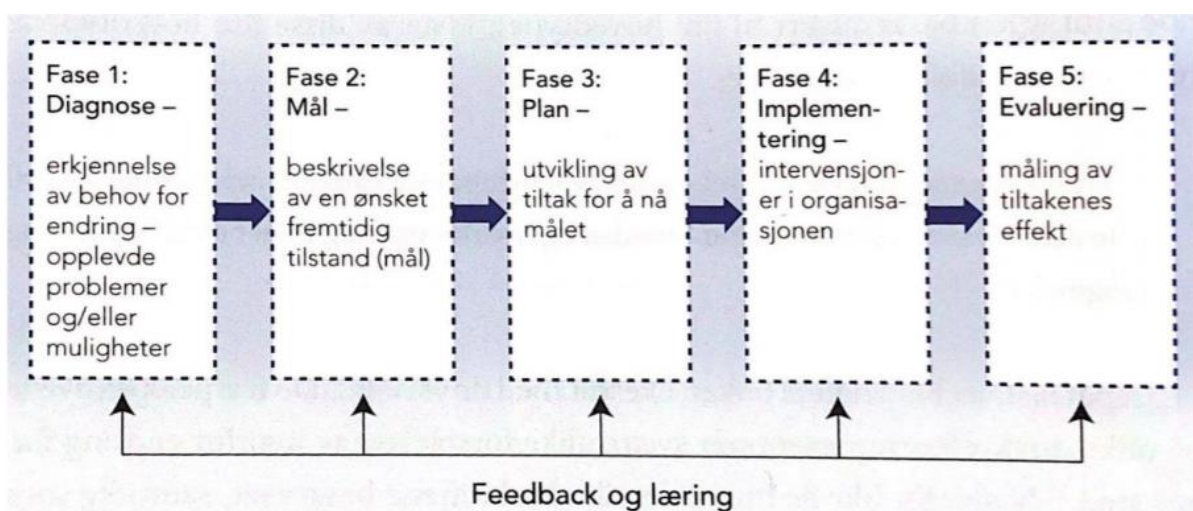 Fase 1:
Diagnose –
erkjennelse
av behov for
endring –
opplevde
problemer
og/eller
muligheter
Fase 2:
Mål –
beskrivelse
av en ønsket
fremtidig
tilstand (mål)
Fase 3:
Plan –
utvikling av
tiltak for å nå
målet
Fase 4:
Implemen-
tering –
intervensjon-
er i organisa-
sjonen
Fase 5:
Evaluering –
måling av
tiltakenes
effekt
Feedback og læring